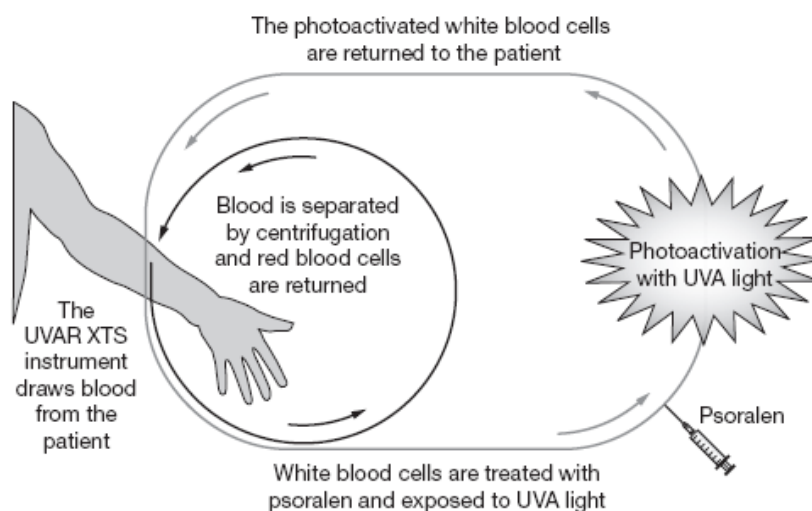 The photoactivated white blood cells
are returned to the patient
Blood is separated
by centrifugation
and red blood cells
are returned
Photoactivation
with UVA light
The
UVAR XTS
instrument
draws blood
from the
patient
Psoralen
White blood cells are treated with
psoralen and exposed to UVA light